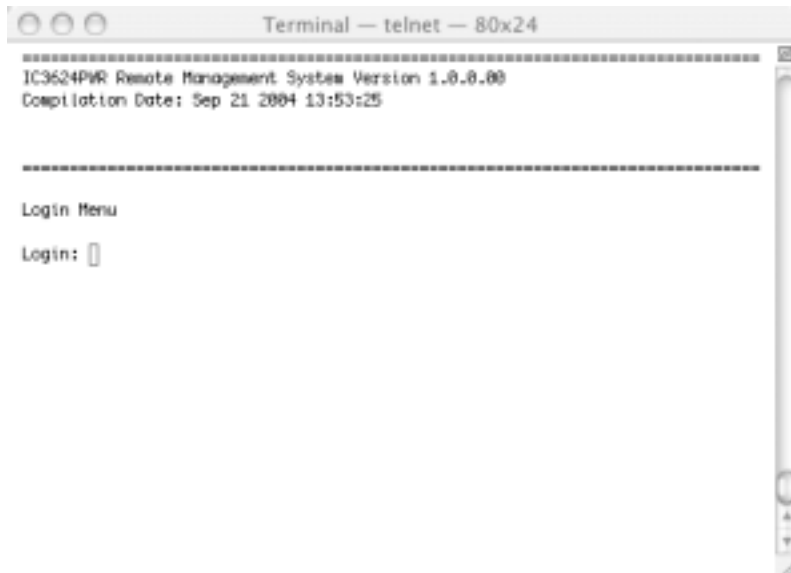 Terminal — telnet — 80x24
IC3624PWR Remote Management System Version 1.0.0.00
Compilation Date: Sep 21 2004 13:53:25
Login Menu
Login: